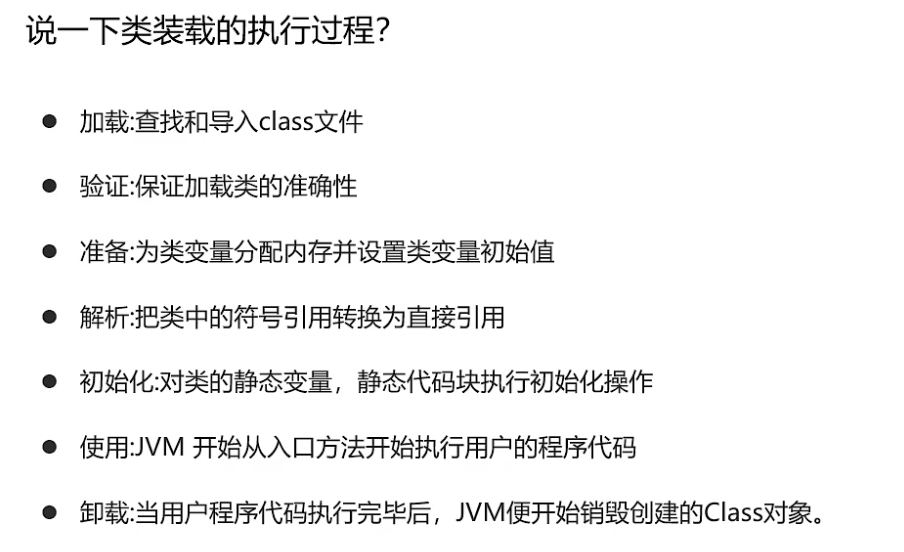 说一下类装载的执行过程?
● 加载:查找和导入class文件
● 验证:保证加载类的准确性
● 准备:为类变量分配内存并设置类变量初始值
● 解析:把类中的符号引用转换为直接引用
● 初始化:对类的静态变量，静态代码块执行初始化操作
● 使用:JVM 开始从入口方法开始执行用户的程序代码
● 卸载:当用户程序代码执行完毕后，JVM便开始销毁创建的Class对象。